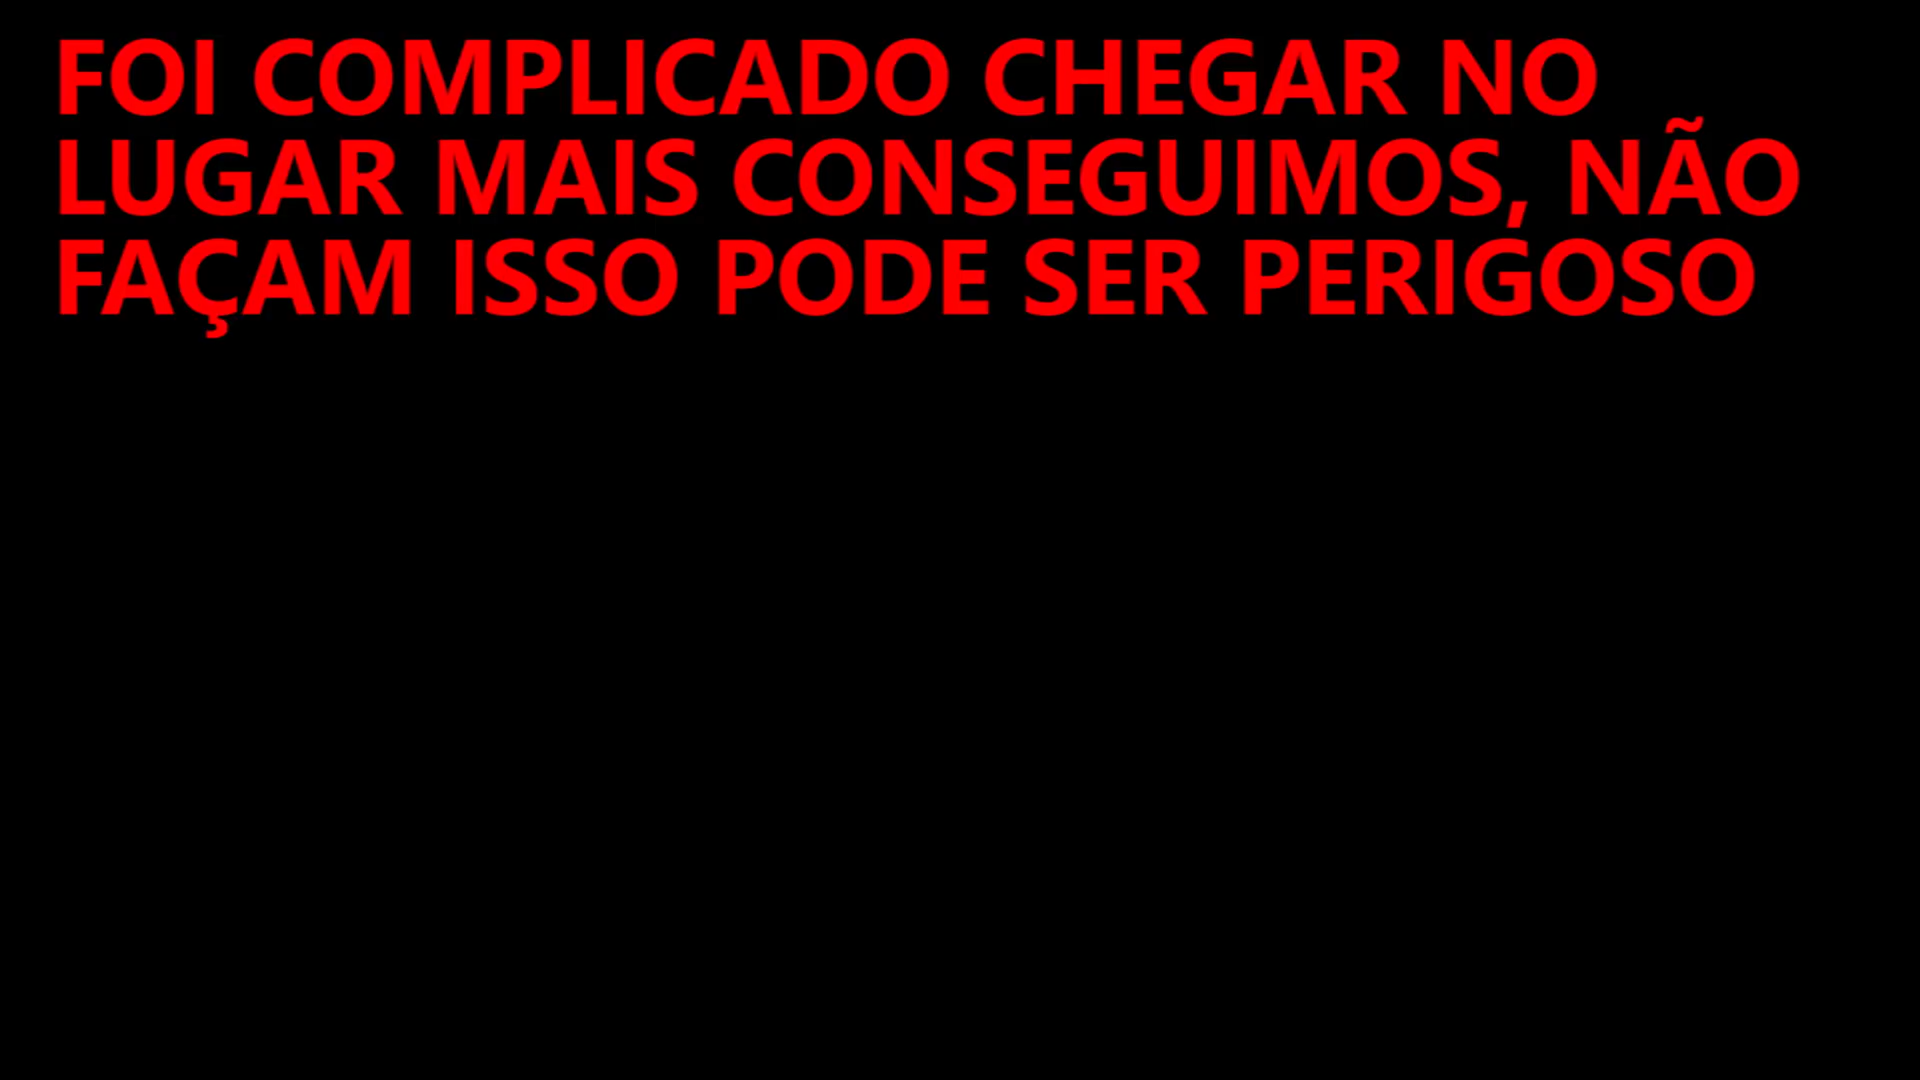 FOI COMPLICADO CHEGAR NO
LUGAR MAIS CONSEGUIMOS, NÃO
FAÇAM ISSO PODE SER PERIGOSO